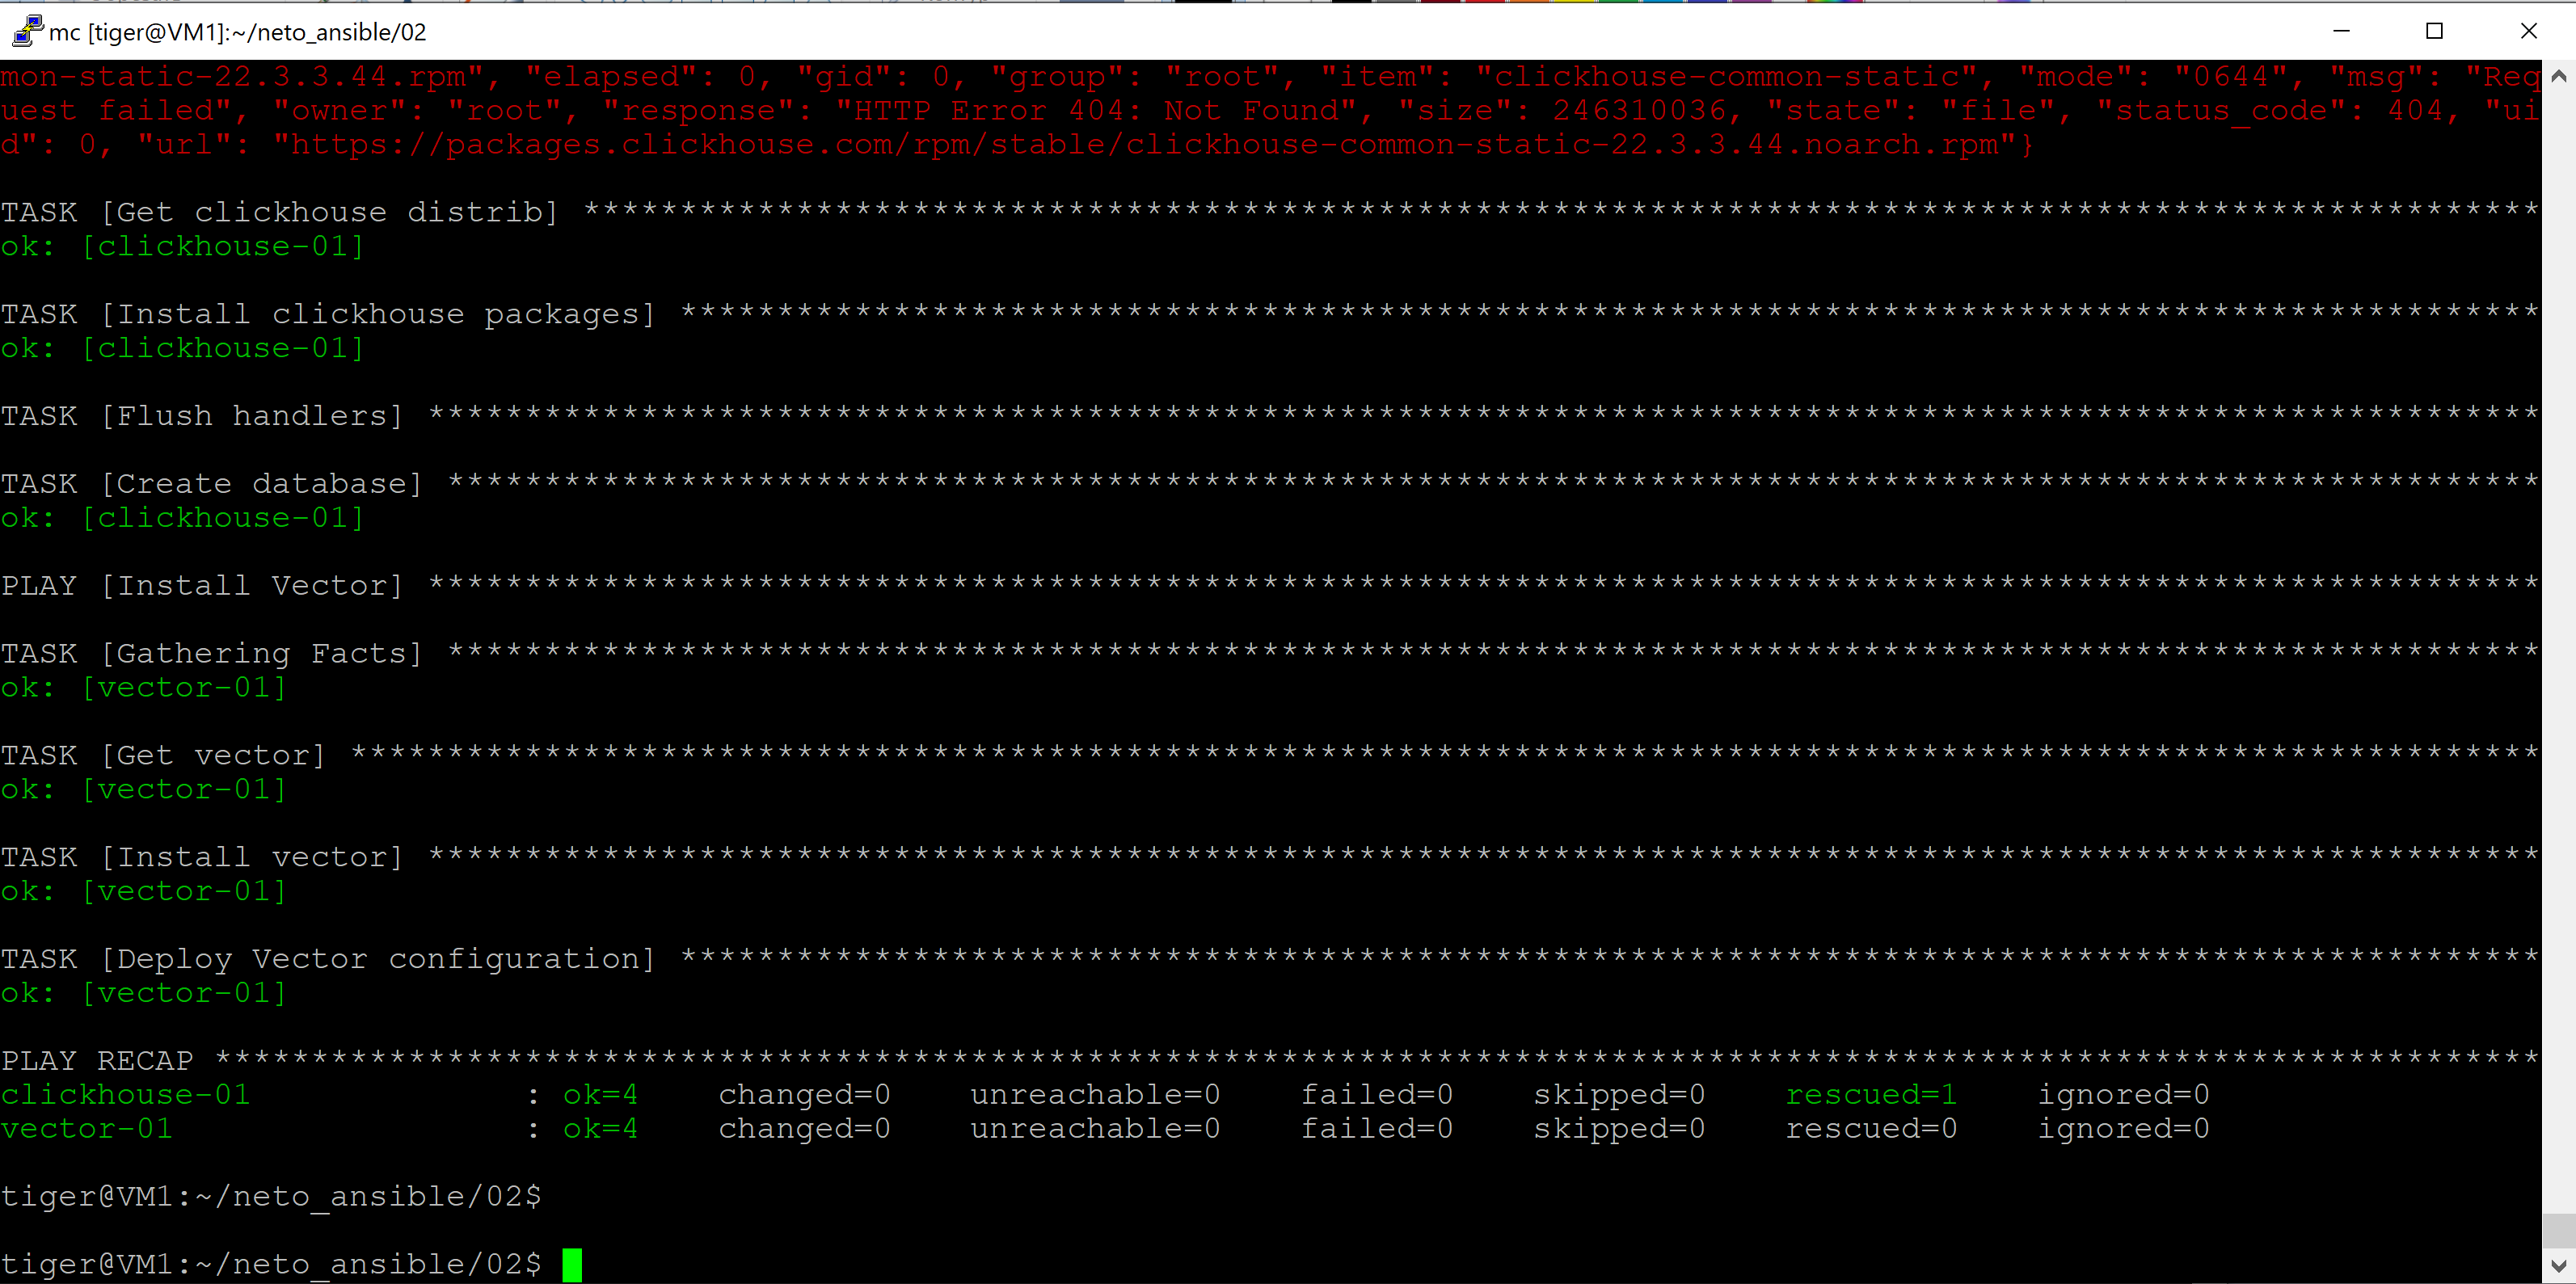 mc [tiger@VM1]:~/neto_ansible/02
mon-static-22.3.3.44.rpm", "elapsed": 0, "gid": 0, "group": "root", "item": "clickhouse-common-static", "mode": "0644", "msg": "Req
uest failed", "owner": "root", "response": "HTTP Error 404: Not Found", "size": 246310036, "state": "file", "status_code": 404, "ui
d": 0, "url": "https://packages.clickhouse.com/rpm/stable/clickhouse-common-static-22.3.3.44.noarch.rpm"}
TASK [Get clickhouse distrib] *****************************************************************************************************
ok: [clickhouse-01]
TASK [Install clickhouse packages] ************************************************************************************************
ok: [clickhouse-01]
TASK [Flush handlers] *************************************************************************************************************
TASK [Create database] ************************************************************************************************************
ok: [clickhouse-01]
PLAY [Install Vector] *************************************************************************************************************
TASK [Gathering Facts] ************************************************************************************************************
ok: [vector-01]
TASK [Get vector] *****************************************************************************************************************
ok: [vector-01]
TASK [Install vector] *************************************************************************************************************
ok: [vector-01]
TASK [Deploy Vector configuration] ************************************************************************************************
ok: [vector-01]
PLAY RECAP ************************************************************************************************************************
clickhouse-01 : ok=4 changed=0 unreachable=0 failed=0 skipped=0 rescued=1 ignored=0
vector-01 : ok=4 changed=0 unreachable=0 failed=0 skipped=0 rescued=0 ignored=0
tiger@VM1:~/neto_ansible/02$
tiger@VM1:~/neto_ansible/02$